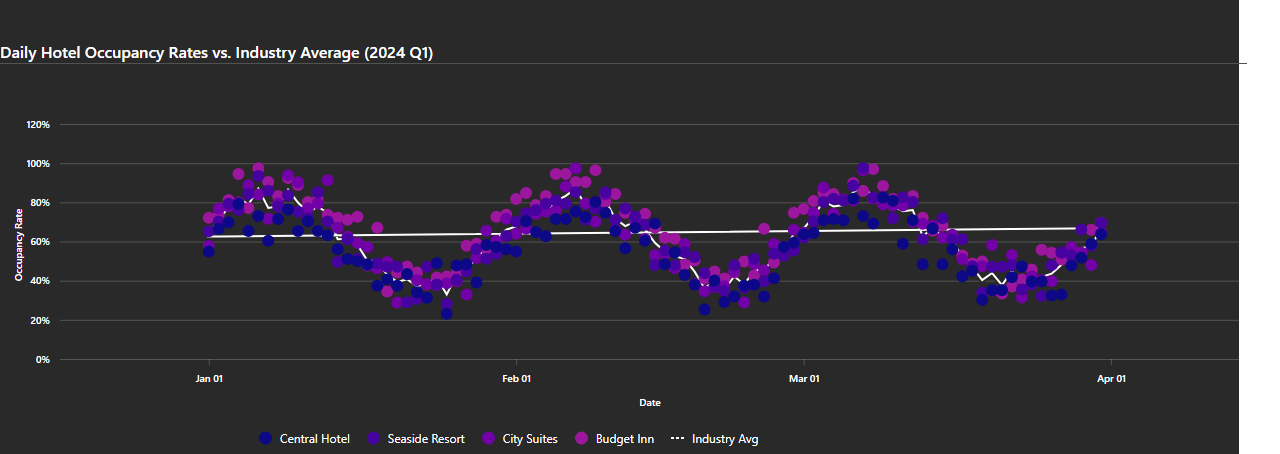 Daily Hotel Occupancy Rates vs. Industry Average (2024 Q1)
120%
100%
80%
60%
40%
20%
0%
Occupancy Rate
Jan 01
Feb 01
Mar 01
Apr 01
Date
Central Hotel
Seaside Resort
City Suites
Budget Inn
Industry Avg